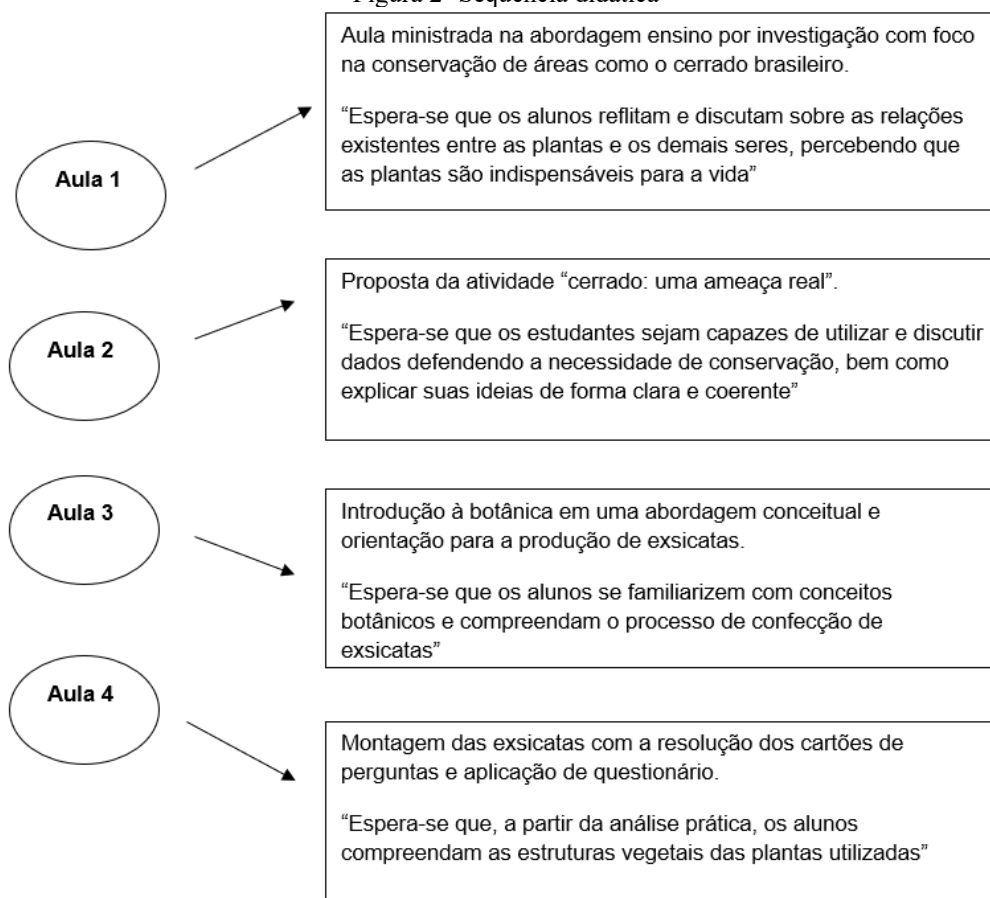 Figura 2- Sequência didática
Aula 1
Aula ministrada na abordagem ensino por investigação com foco
na conservação de áreas como o cerrado brasileiro.
“Espera-se que os alunos reflitam e discutam sobre as relações
existentes entre as plantas e os demais seres, percebendo que
as plantas são indispensáveis para a vida”
Aula 2
Proposta da atividade “cerrado: uma ameaça real”.
“Espera-se que os estudantes sejam capazes de utilizar e discutir
dados defendendo a necessidade de conservação, bem como
explicar suas ideias de forma clara e coerente”
Aula 3
Introdução à botânica em uma abordagem conceitual e
orientação para a produção de exsicatas.
“Espera-se que os alunos se familiarizem com conceitos
botânicos e compreendam o processo de confecção de
exsicatas”
Aula 4
Montagem das exsicatas com a resolução dos cartões de
perguntas e aplicação de questionário.
“Espera-se que, a partir da análise prática, os alunos
compreendam as estruturas vegetais das plantas utilizadas”